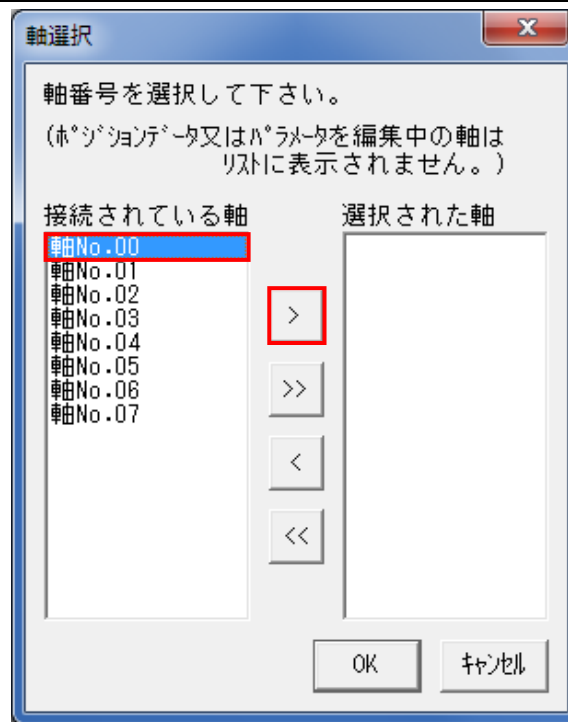 軸選択
軸番号を選択して下さい。
(ﾎﾟｼﾞｼｮﾝﾃﾞｰﾀ又はﾊﾟﾗﾒｰﾀを編集中の軸は
ﾘｽﾄに表示されません。)
接続されている軸
選択された軸
軸No.00
軸No.01
軸No.02
軸No.03
軸No.04
軸No.05
軸No.06
軸No.07
>
>>
<
<<
OK
ｷｬﾝｾﾙ